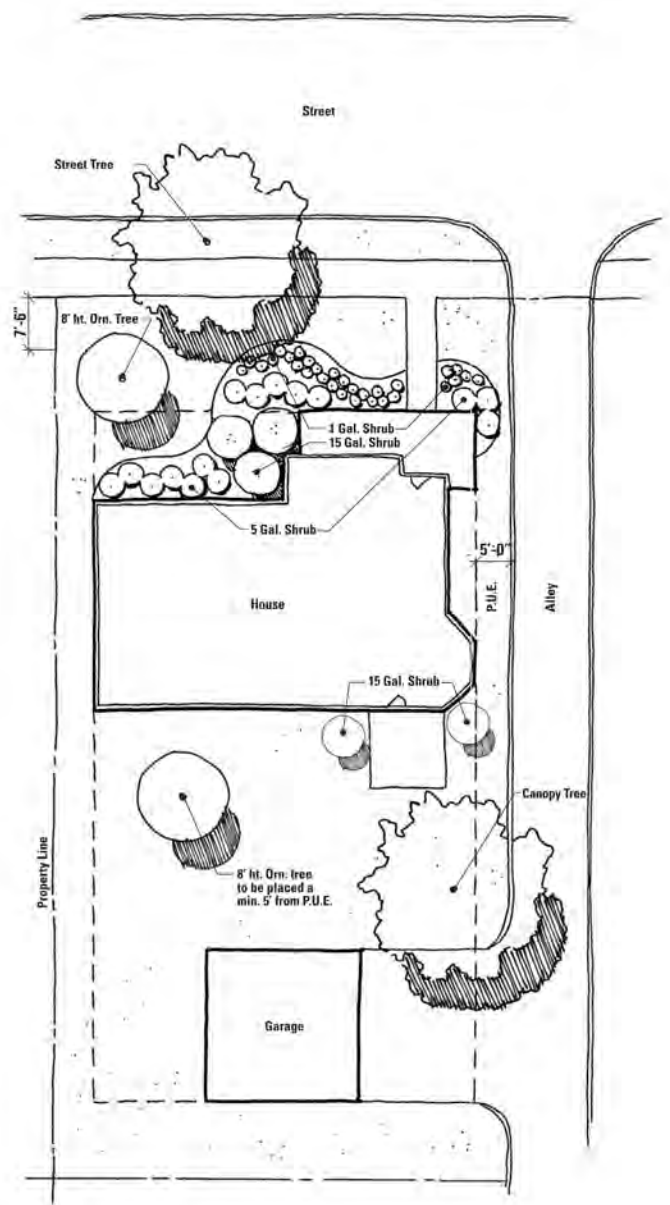 Street
Street Tree
7'-6"
8' ht. Orn. Tree
1 Gal. Shrub
15 Gal. Shrub
5 Gal. Shrub
5'-0"
P.U.E.
Alley
House
15 Gal. Shrub
Canopy Tree
Property Line
8' ht. Orn. tree
to be placed a
min. 5' from P.U.E.
Garage